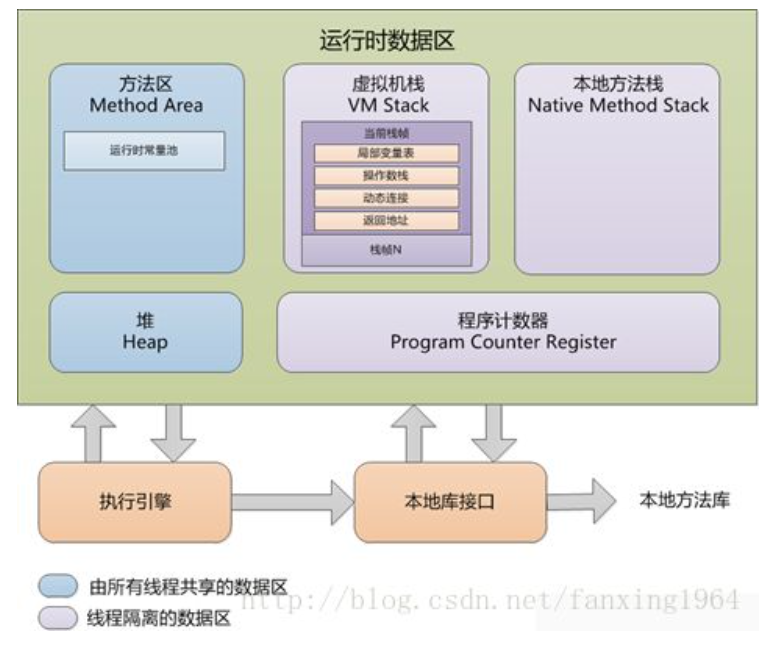 运行时数据区
方法区
Method Area
运行时常量池
虚拟机栈
VM Stack
当前栈帧
局部变量表
操作数栈
动态连接
返回地址
栈帧N
本地方法栈
Native Method Stack
堆
Heap
程序计数器
Program Counter Register
执行引擎
本地库接口
本地方法库
由所有线程共享的数据区
线程隔离的数据区
http://blog.csdn.net/fanxing1964